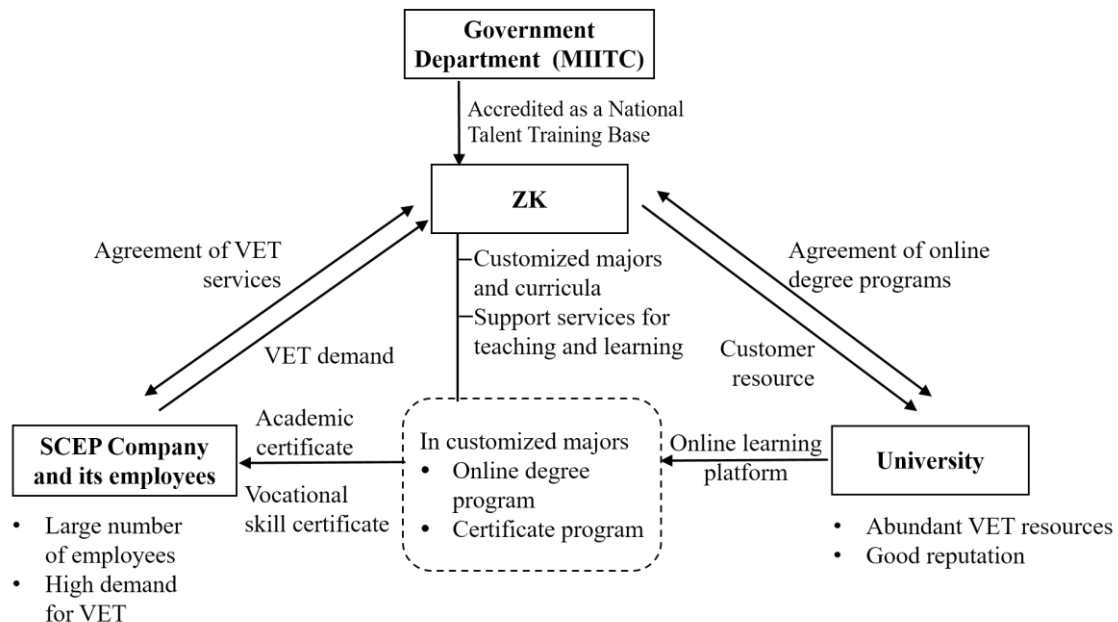 Government
Department (MIITC)
Accredited as a National
Talent Training Base
ZK
Agreement of VET
services
VET demand
Customized majors
and curricula
Support services for
teaching and learning
Agreement of online
degree programs
Customer
resource
SCEP Company
and its employees
• Large number
of employees
• High demand
for VET
Academic
certificate
Vocational
skill certificate
In customized majors
• Online degree
program
• Certificate program
Online learning
platform
University
• Abundant VET resources
• Good reputation